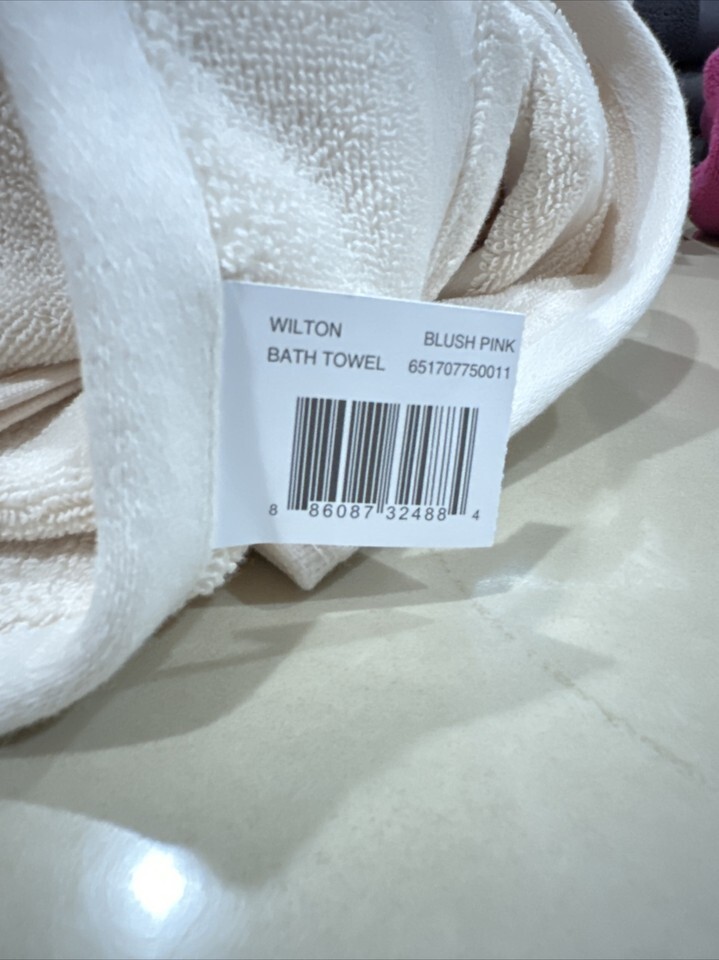 WILTON BLUSH PINK
BATH TOWEL 651707750011
8 86087 32488 4